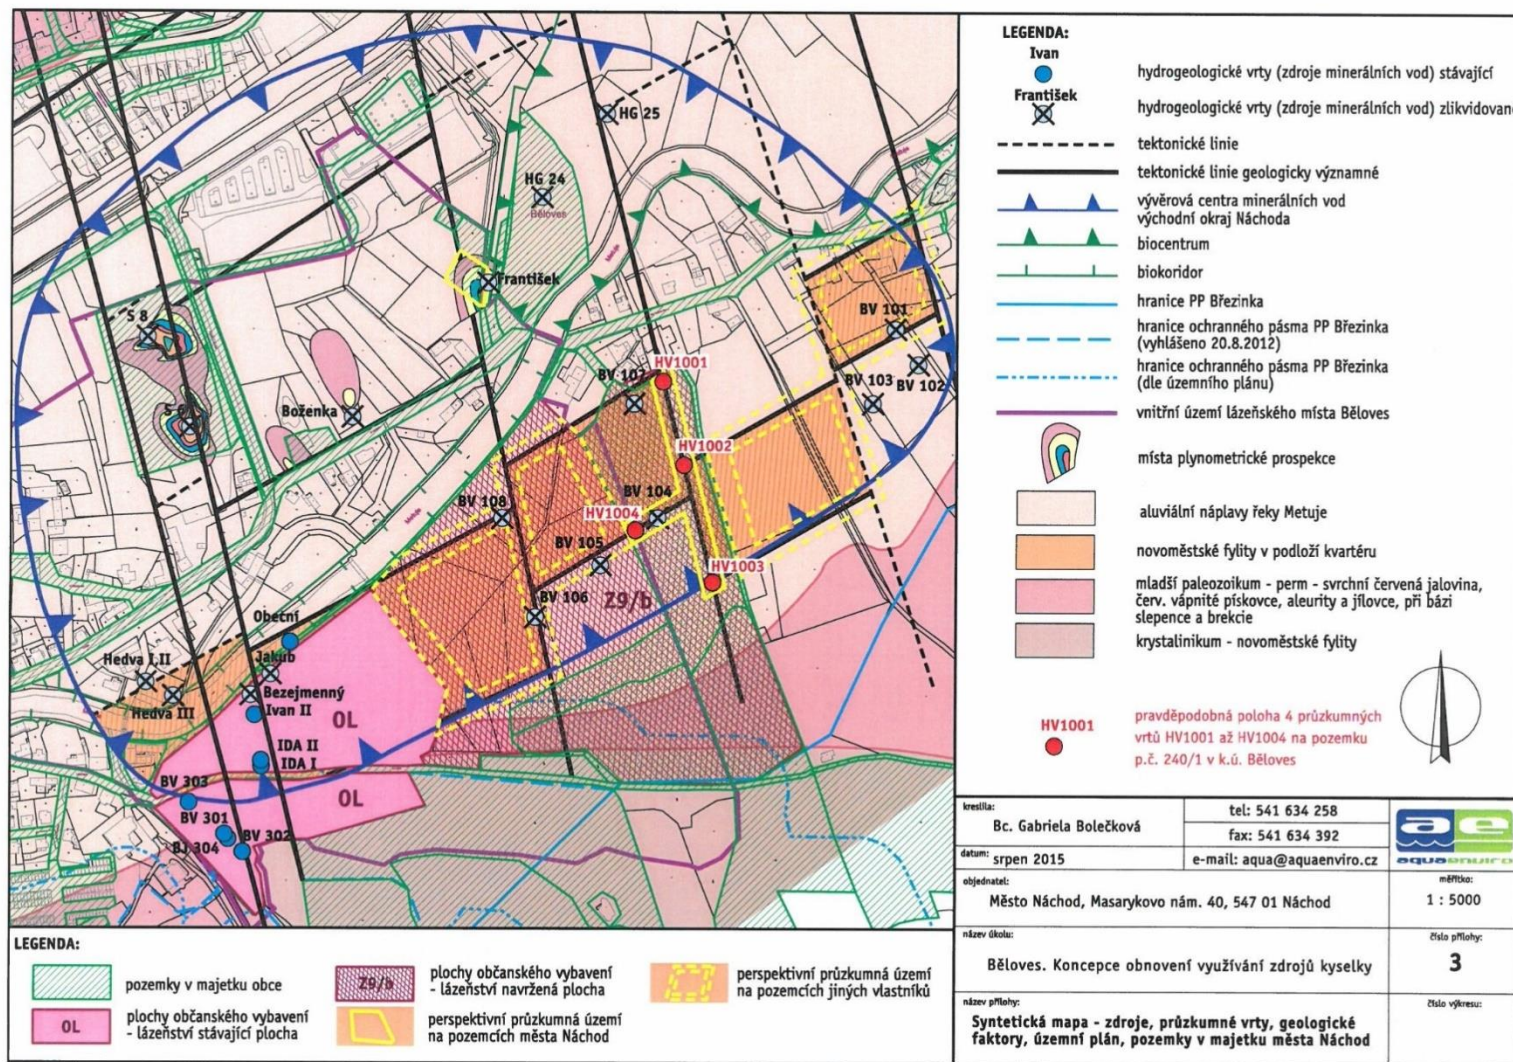 HG 25
HG 24
Běloves
František
S 8
S 6
Boženka
BV 107
HV1001
BV 101
BV 102
BV 103
HV1002
BV 104
BV 108
HV1004
BV 105
HV1003
BV 106
Z9/b
Obecní
Hedva I,II
Jakub
Hedva III
Bezejmenný
Ivan II
OL
IDA II
IDA I
BV 303
OL
BV 301
BJ 304
BV 302
LEGENDA:
Ivan
hydrogeologické vrty (zdroje minerálních vod) stávající
František
hydrogeologické vrty (zdroje minerálních vod) zlikvidované
tektonické linie
tektonické linie geologicky významné
vývěrová centra minerálních vod
východní okraj Náchoda
biocentrum
biokoridor
hranice PP Březinka
hranice ochranného pásma PP Březinka
(vyhlášeno 20.8.2012)
hranice ochranného pásma PP Březinka
(dle územního plánu)
vnitřní území lázeňského místa Běloves
místa plynometrické prospekce
aluviální náplavy řeky Metuje
novoměstské fylity v podloží kvartéru
mladší paleozoikum - perm - svrchní červená jalovina,
červ. vápnité pískovce, aleurity a jílovce, při bázi
slepence a brekcie
krystalinikum - novoměstské fylity
HV1001
pravděpodobná poloha 4 průzkumných
vrtů HV1001 až HV1004 na pozemku
p.č. 240/1 v k.ú. Běloves
kreslila:
Bc. Gabriela Bolečková
tel: 541 634 258
fax: 541 634 392
datum: srpen 2015
e-mail: aqua@aquaenviro.cz
ae
aquaenviro
objednatel:
Město Náchod, Masarykovo nám. 40, 547 01 Náchod
měřítko:
1 : 5000
název úkolu:
Běloves. Koncepce obnovení využívání zdrojů kyselky
číslo přílohy:
3
název přílohy:
Syntetická mapa - zdroje, průzkumné vrty, geologické
faktory, územní plán, pozemky v majetku města Náchod
číslo výkresu:
LEGENDA:
pozemky v majetku obce
OL
plochy občanského vybavení
- lázeňství stávající plocha
Z9/b
plochy občanského vybavení
- lázeňství navržená plocha
perspektivní průzkumná území
na pozemcích města Náchod
perspektivní průzkumná území
na pozemcích jiných vlastníků